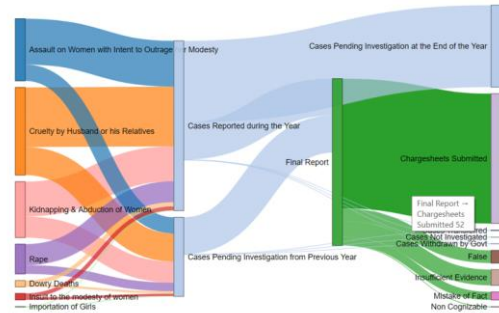 Assault on Women with Intent to Outrage her Modesty
Cases Pending Investigation at the End of the Year
Cruelty by Husband or his Relatives
Cases Reported during the Year
Final Report
Chargesheets Submitted
Kidnapping & Abduction of Women
Final Report →
Chargesheets
Submitted 52
Cases Not Investigated
Cases Withdrawn by Govt
Rape
Cases Pending Investigation from Previous Year
False
Insufficient Evidence
Dowry Deaths
Insult to the modesty of women
Mistake of Fact
Importation of Girls
Non Cognizable